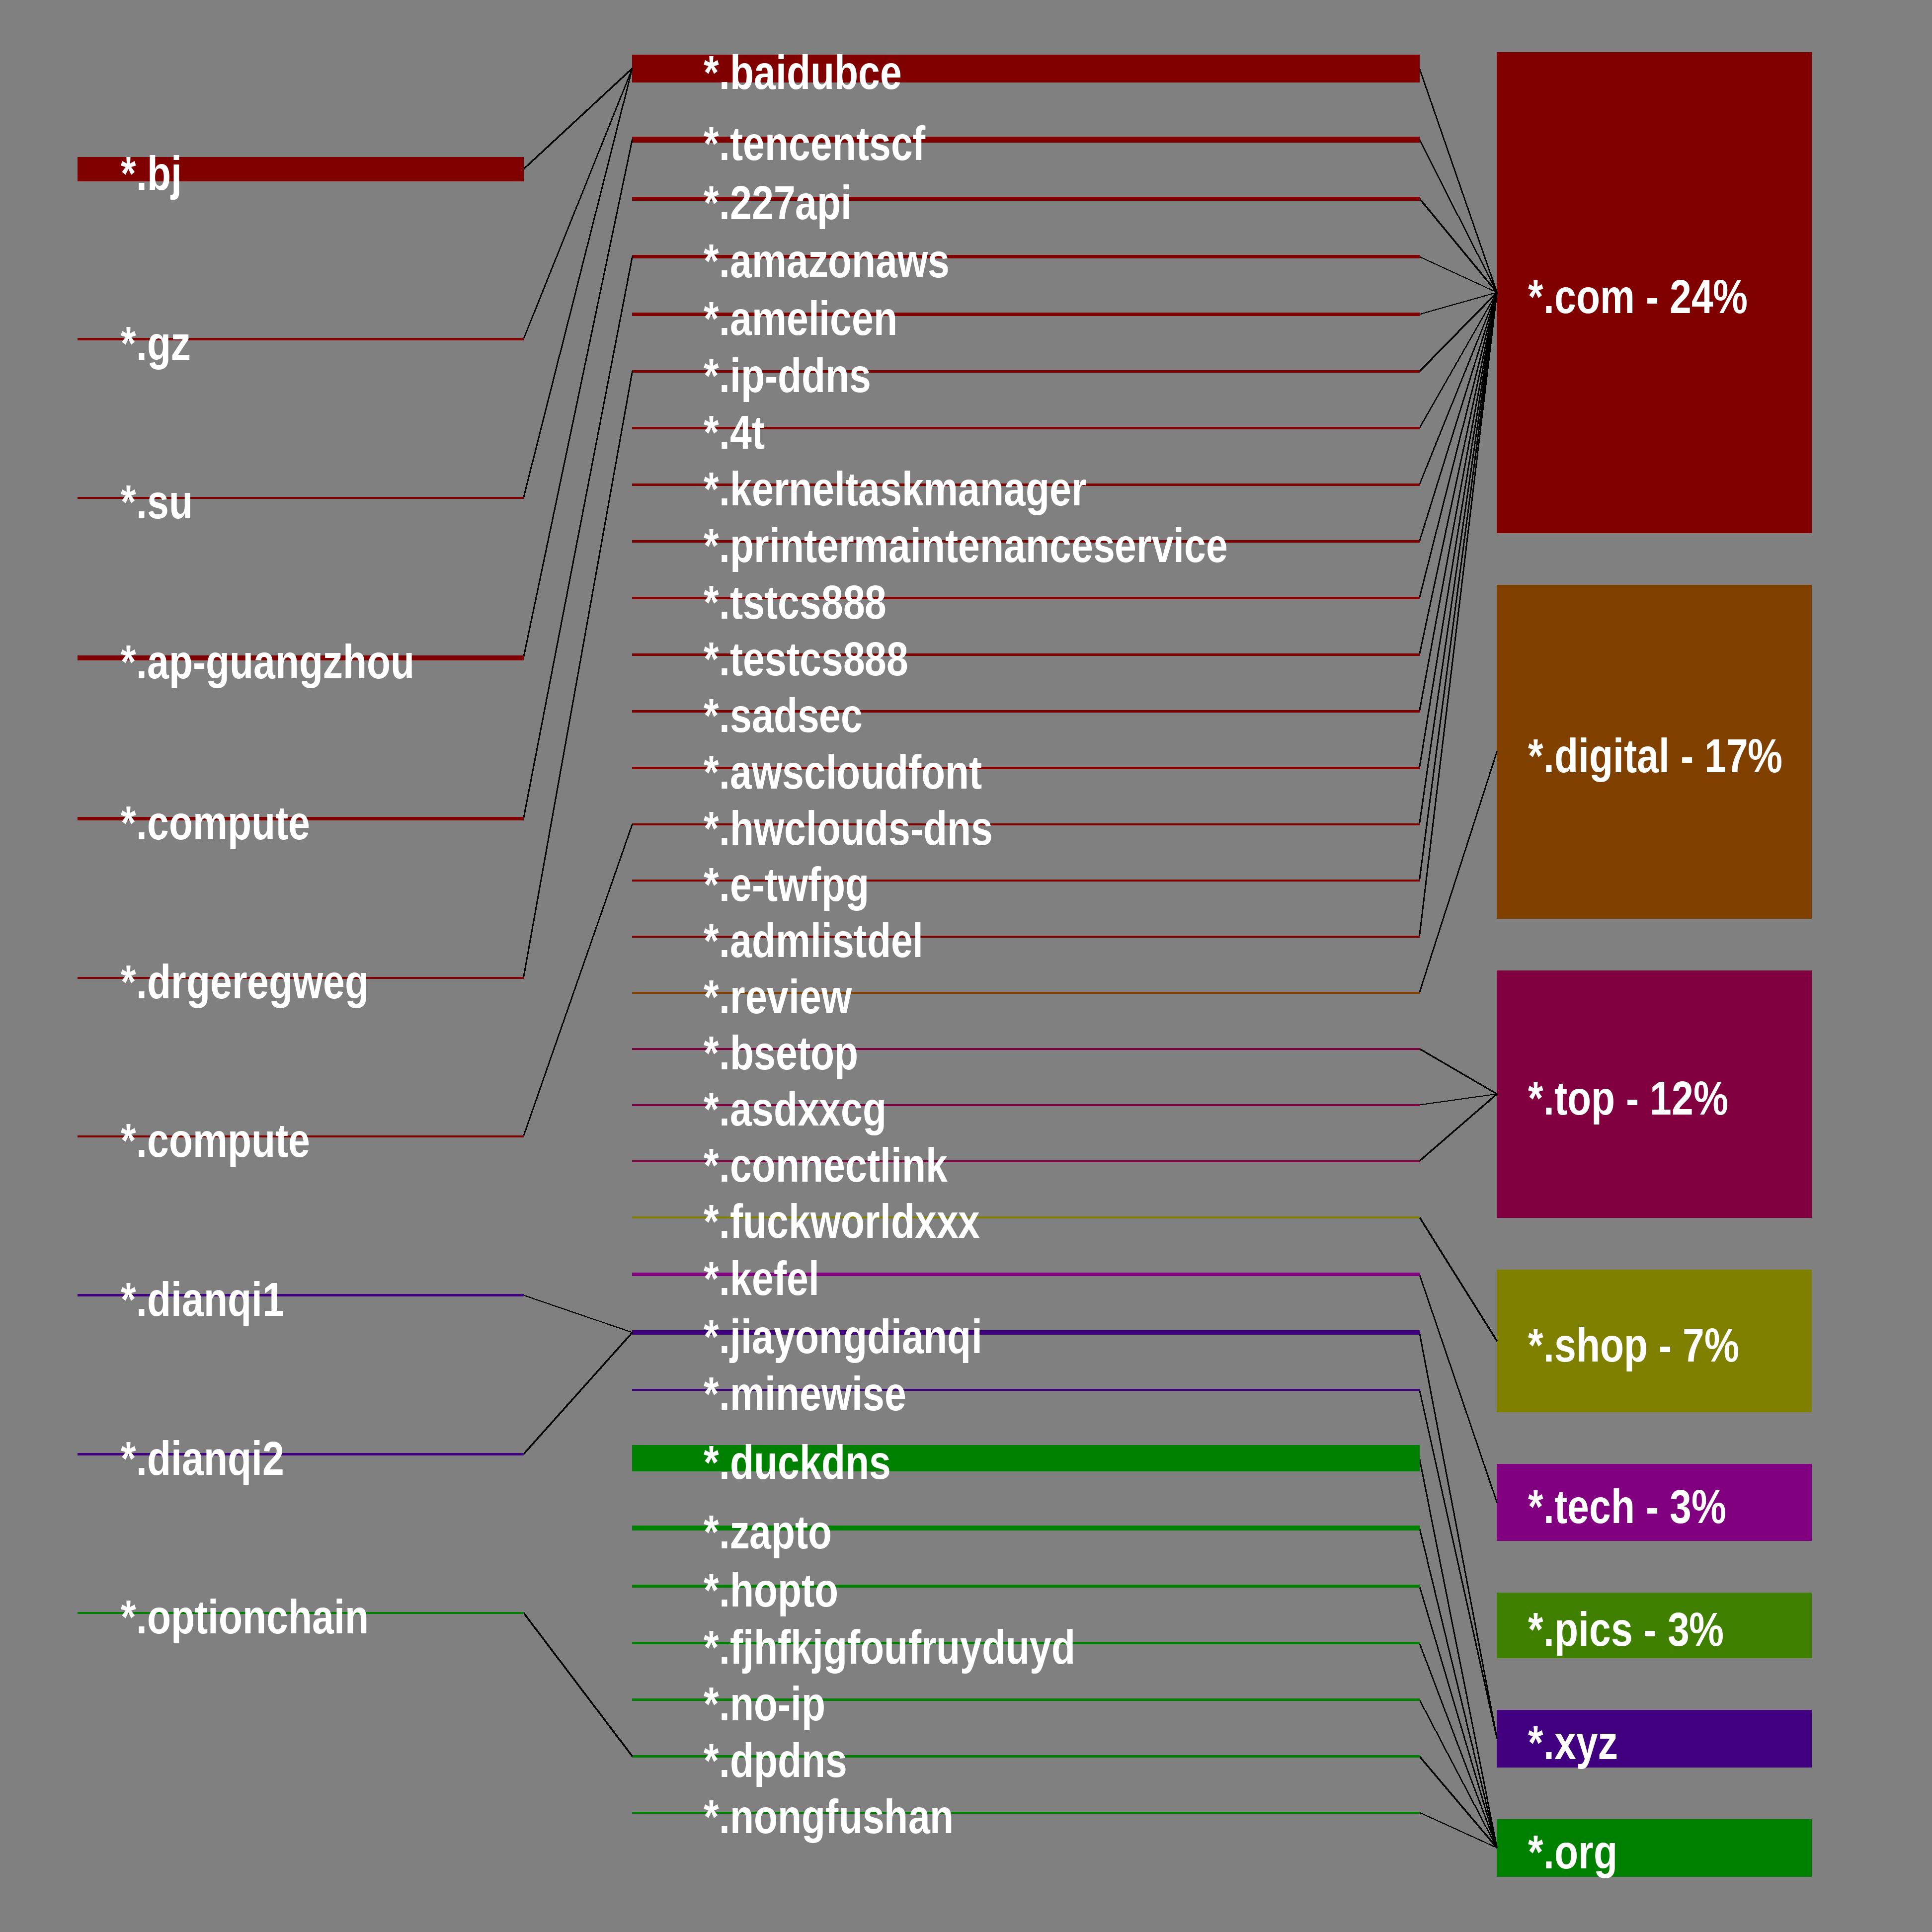 *.bj
*.gz
*.su
*.ap-guangzhou
*.compute
*.drgeregweg
*.compute
*.dianqi1
*.dianqi2
*.optionchain
*.baidubce
*.tencentscf
*.227api
*.amazonaws
*.amelicen
*.ip-ddns
*.4t
*.kerneltaskmanager
*.printermaintenanceservice
*.tstcs888
*.testcs888
*.sadsec
*.awscloudfont
*.hwclouds-dns
*.e-twfpg
*.admlistdel
*.review
*.bsetop
*.asdxxcg
*.connectlink
*.fuckworldxxx
*.kefel
*.jiayongdianqi
*.minewise
*.duckdns
*.zapto
*.hopto
*.fjhfkjgfoufruyduyd
*.no-ip
*.dpdns
*.nongfushan
*.com - 24%
*.digital - 17%
*.top - 12%
*.shop - 7%
*.tech - 3%
*.pics - 3%
*.xyz
*.org